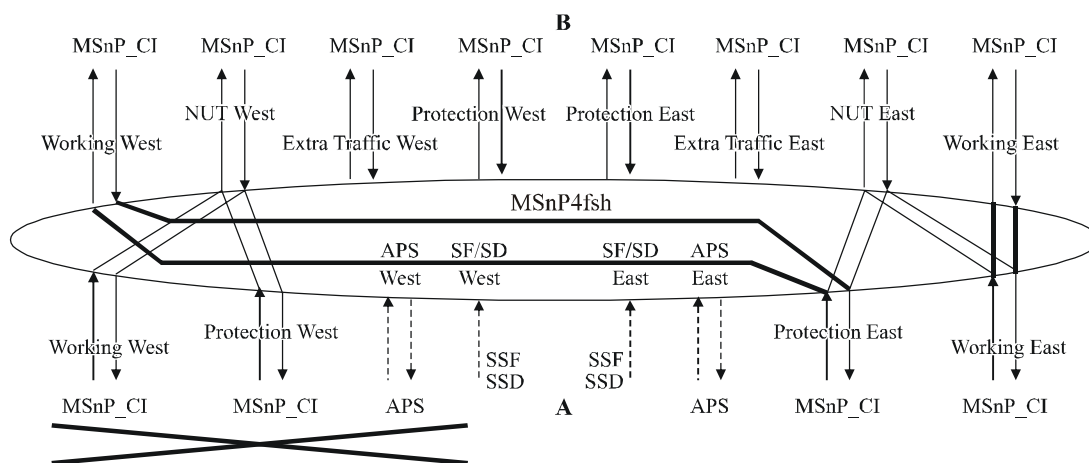 B
MSnP_CI MSnP_CI MSnP_CI MSnP_CI MSnP_CI MSnP_CI MSnP_CI MSnP_CI
NUT West Protection West Protection East NUT East
Working West Extra Traffic West Extra Traffic East Working East
MSnP4fsh
APS SF/SD SF/SD APS
West West East East
Working West Protection West Protection East Working East
SSF SSF
SSD SSD
MSnP_CI MSnP_CI APS A APS MSnP_CI MSnP_CI